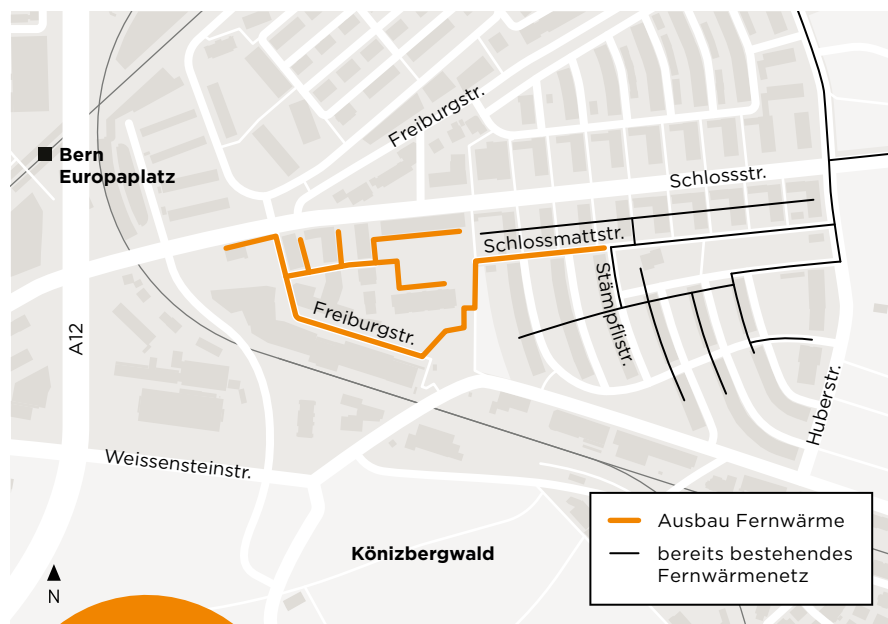 Freiburgstr.
Bern
Europaplatz
Schlossstr.
Schlossmattstr.
Stämpflistr.
Freiburgstr.
A12
Huberstr.
Weissensteinstr.
Ausbau Fernwärme
bereits bestehendes
Fernwärmenetz
Könizbergwald
N